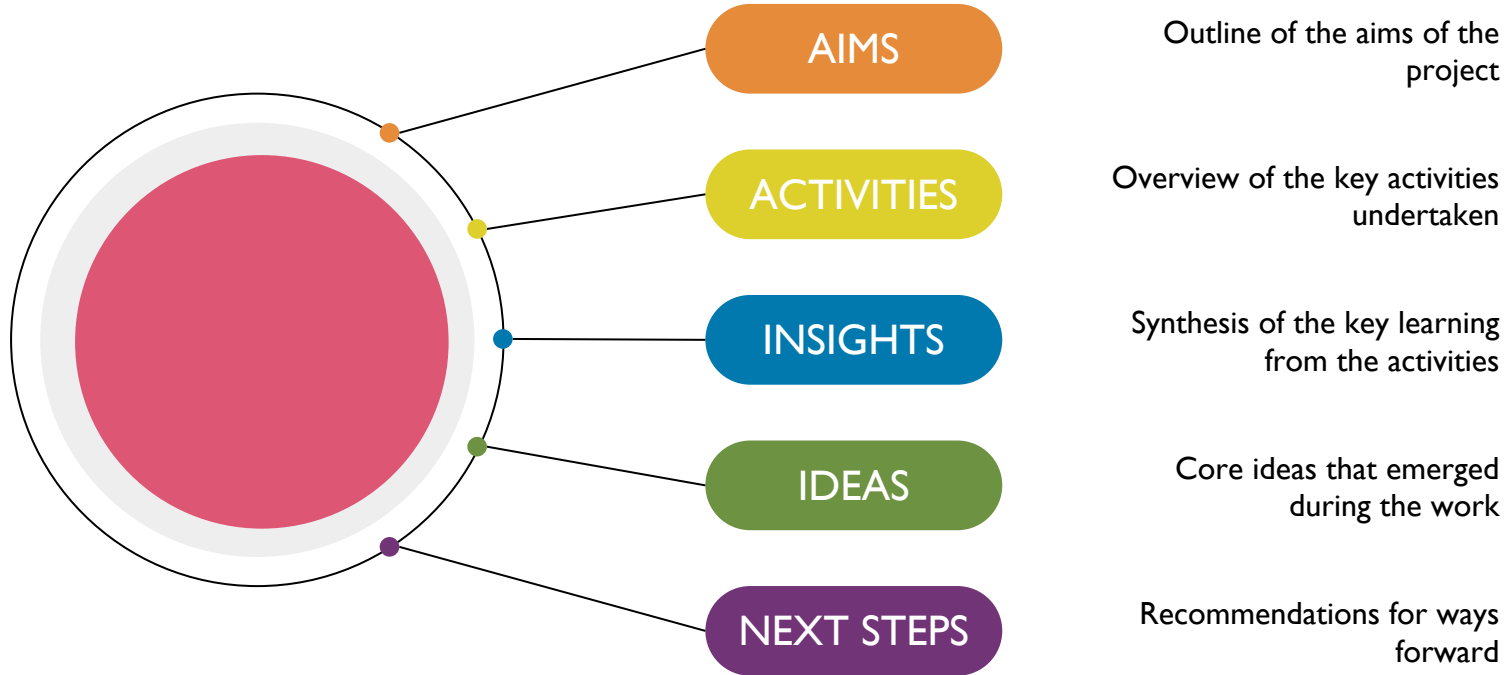 AIMS
Outline of the aims of the
project
ACTIVITIES
Overview of the key activities
undertaken
INSIGHTS
Synthesis of the key learning
from the activities
IDEAS
Core ideas that emerged
during the work
NEXT STEPS
Recommendations for ways
forward